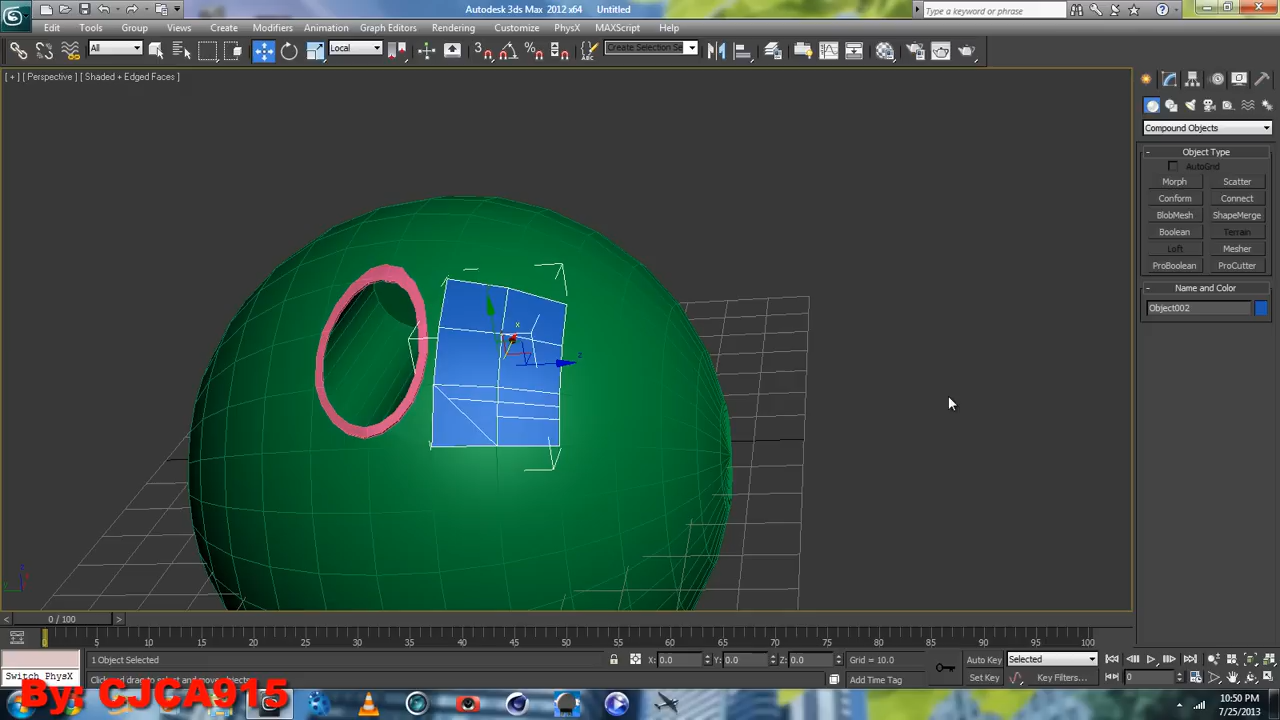 Autodesk 3ds Max 2012 x64 Untitled
Type a keyword or phrase
Edit Tools Group Views Create Modifiers Animation Graph Editors Rendering Customize PhysX MAXScript Help
All Local Create Selection Se
[ + ] [ Perspective ] [ Shaded + Edged Faces ]
Compound Objects
- Object Type
AutoGrid
Morph Scatter
Conform Connect
BlobMesh ShapeMerge
Boolean Terrain
Loft Mesher
ProBoolean ProCutter
- Name and Color
Object002
x
z
< 0 / 100 >
0 5 10 15 20 25 30 35 40 45 50 55 60 65 70 75 80 85 90 95 100
1 Object Selected X: 0.0 Y: 0.0 Z: 0.0 Grid = 10.0 Auto Key Selected
Switch PhysX Click and drag to select and move objects Add Time Tag Set Key Key Filters... 0
By: CJCA915
10:50 PM
7/25/2013